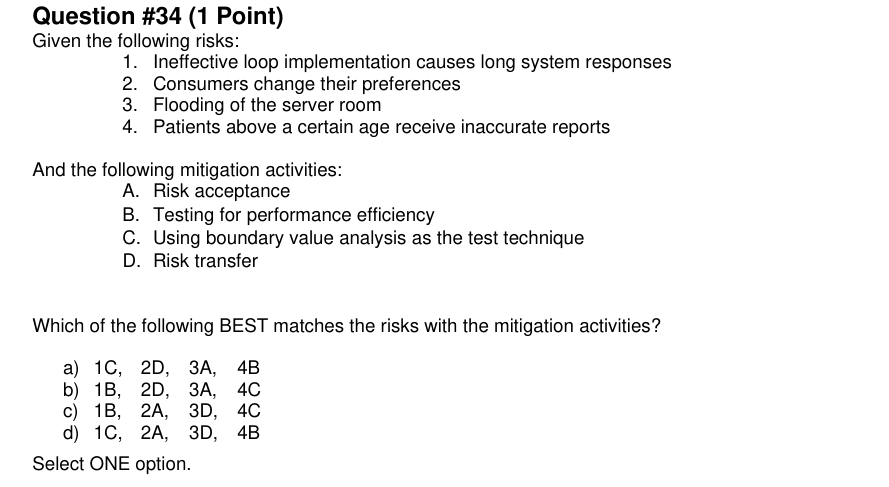 Question #34 (1 Point)
Given the following risks:
1. Ineffective loop implementation causes long system responses
2. Consumers change their preferences
3. Flooding of the server room
4. Patients above a certain age receive inaccurate reports
And the following mitigation activities:
A. Risk acceptance
B. Testing for performance efficiency
C. Using boundary value analysis as the test technique
D. Risk transfer
Which of the following BEST matches the risks with the mitigation activities?
a) 1C, 2D, 3A, 4B
b) 1B, 2D, 3A, 4C
c) 1B, 2A, 3D, 4C
d) 1C, 2A, 3D, 4B
Select ONE option.